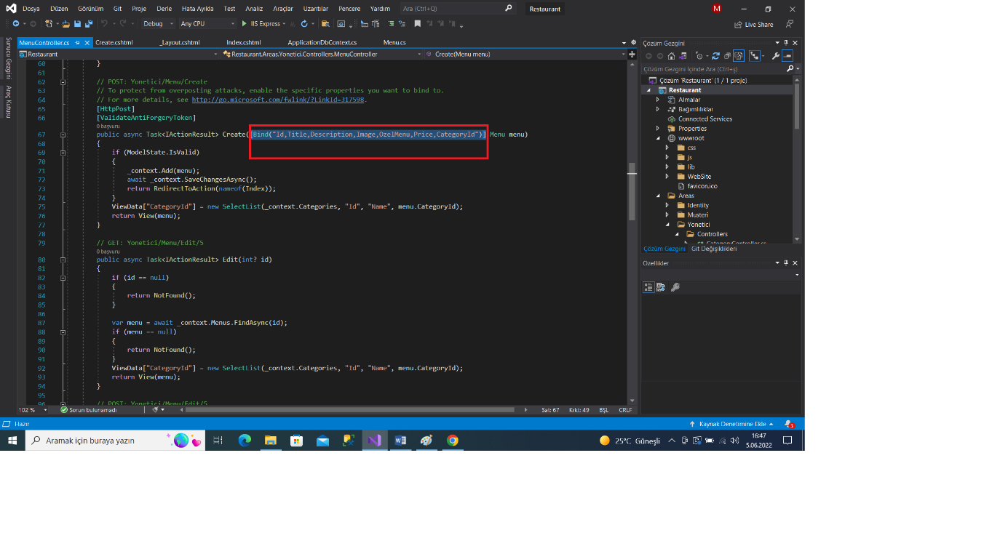 Dosya Düzen Görünüm Git Proje Derle Hata Ayıkla Test Analiz Araçlar Uzantılar Pencere Yardım Ara (Ctrl+Q) Restaurant M
Debug Any CPU IIS Express Live Share
Sunucu Gezgini
Araç Kutusu
MenuController.cs Create.cshtml _Layout.cshtml Index.cshtml ApplicationDbContext.cs Menu.cs
Restaurant Restaurant.Areas.Yonetici.Controllers.MenuController Create(Menu menu)
60 }
61
62 // POST: Yonetici/Menu/Create
63 // To protect from overposting attacks, enable the specific properties you want to bind to.
64 // For more details, see http://go.microsoft.com/fwlink/?LinkId=317598.
65 [HttpPost]
66 [ValidateAntiForgeryToken]
0 başvuru
67 public async Task<IActionResult> Create([Bind("Id,Title,Description,Image,OzelMenu,Price,CategoryId")] Menu menu)
68 {
69 if (ModelState.IsValid)
70 {
71 _context.Add(menu);
72 await _context.SaveChangesAsync();
73 return RedirectToAction(nameof(Index));
74 }
75 ViewData["CategoryId"] = new SelectList(_context.Categories, "Id", "Name", menu.CategoryId);
76 return View(menu);
77 }
78
79 // GET: Yonetici/Menu/Edit/5
0 başvuru
80 public async Task<IActionResult> Edit(int? id)
81 {
82 if (id == null)
83 {
84 return NotFound();
85 }
86
87 var menu = await _context.Menus.FindAsync(id);
88 if (menu == null)
89 {
90 return NotFound();
91 }
92 ViewData["CategoryId"] = new SelectList(_context.Categories, "Id", "Name", menu.CategoryId);
93 return View(menu);
94 }
95
96 // POST: Yonetici/Menu/Edit/5
102 % Sorun bulunamadı Sat: 67 Krkt: 49 BŞL CRLF
Çözüm Gezgini
Çözüm Gezgini İçinde Ara (Ctrl+ş)
Çözüm 'Restaurant' (1 / 1 proje)
Restaurant
Almalar
Bağımlılıklar
Connected Services
Properties
wwwroot
css
js
lib
WebSite
favicon.ico
Areas
Identity
Musteri
Yonetici
Controllers
CategoryController.cs
Çözüm Gezgini Git Değişiklikleri
Özellikler
Hazır Kaynak Denetimine Ekle 3
Aramak için buraya yazın 25°C Güneşli 16:47
5.06.2022